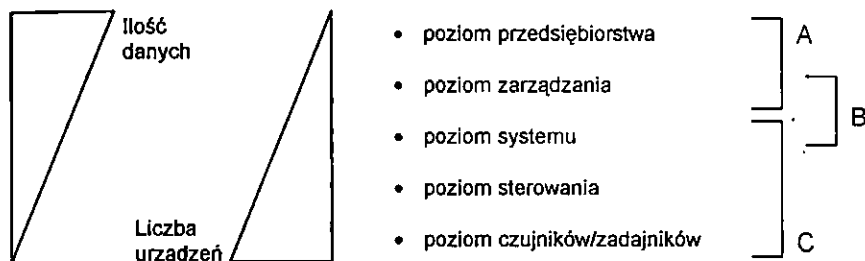 Ilość
danych
Liczba
urządzeń
• poziom przedsiębiorstwa
• poziom zarządzania
• poziom systemu
• poziom sterowania
• poziom czujników/zadajników
A
B
C